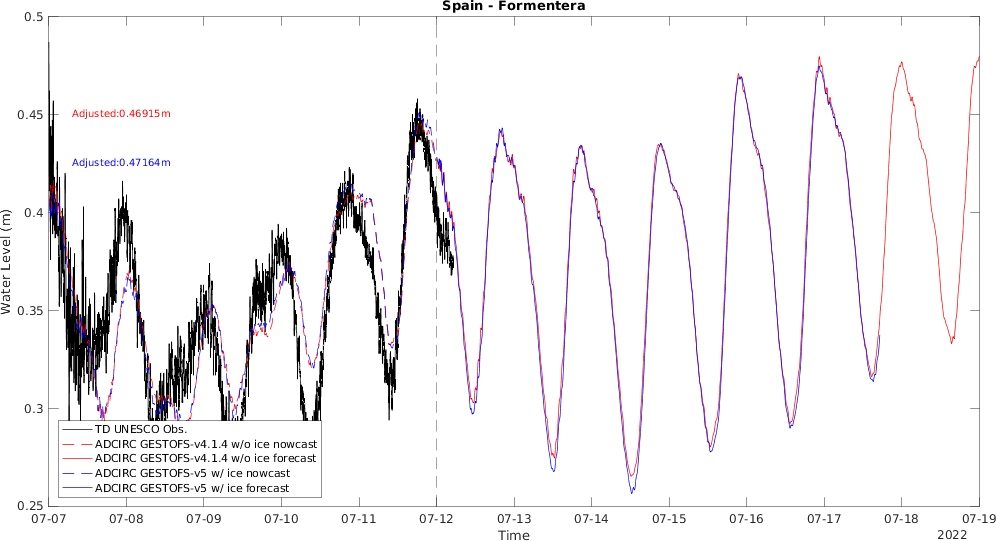 Spain - Formentera
0.5
0.45
0.4
0.35
0.3
0.25
Water Level (m)
Adjusted:0.46915m
Adjusted:0.47164m
TD UNESCO Obs.
ADCIRC GESTOFS-v4.1.4 w/o ice nowcast
ADCIRC GESTOFS-v4.1.4 w/o ice forecast
ADCIRC GESTOFS-v5 w/ ice nowcast
ADCIRC GESTOFS-v5 w/ ice forecast
07-07 07-08 07-09 07-10 07-11 07-12 07-13 07-14 07-15 07-16 07-17 07-18 07-19
Time
2022